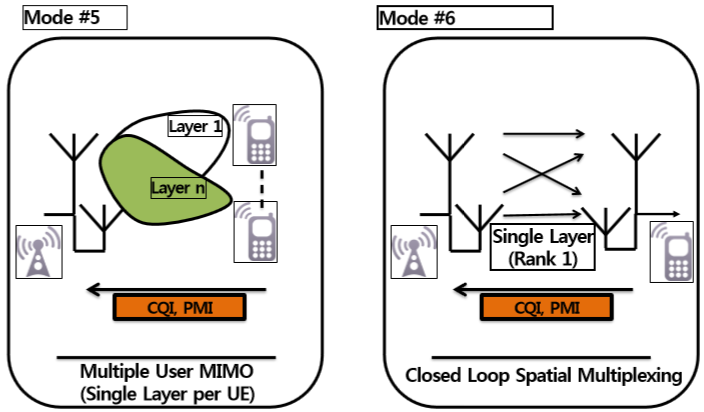 Mode #5
Layer 1
Layer n
CQI, PMI
Multiple User MIMO
(Single Layer per UE)
Mode #6
Single Layer
(Rank 1)
CQI, PMI
Closed Loop Spatial Multiplexing